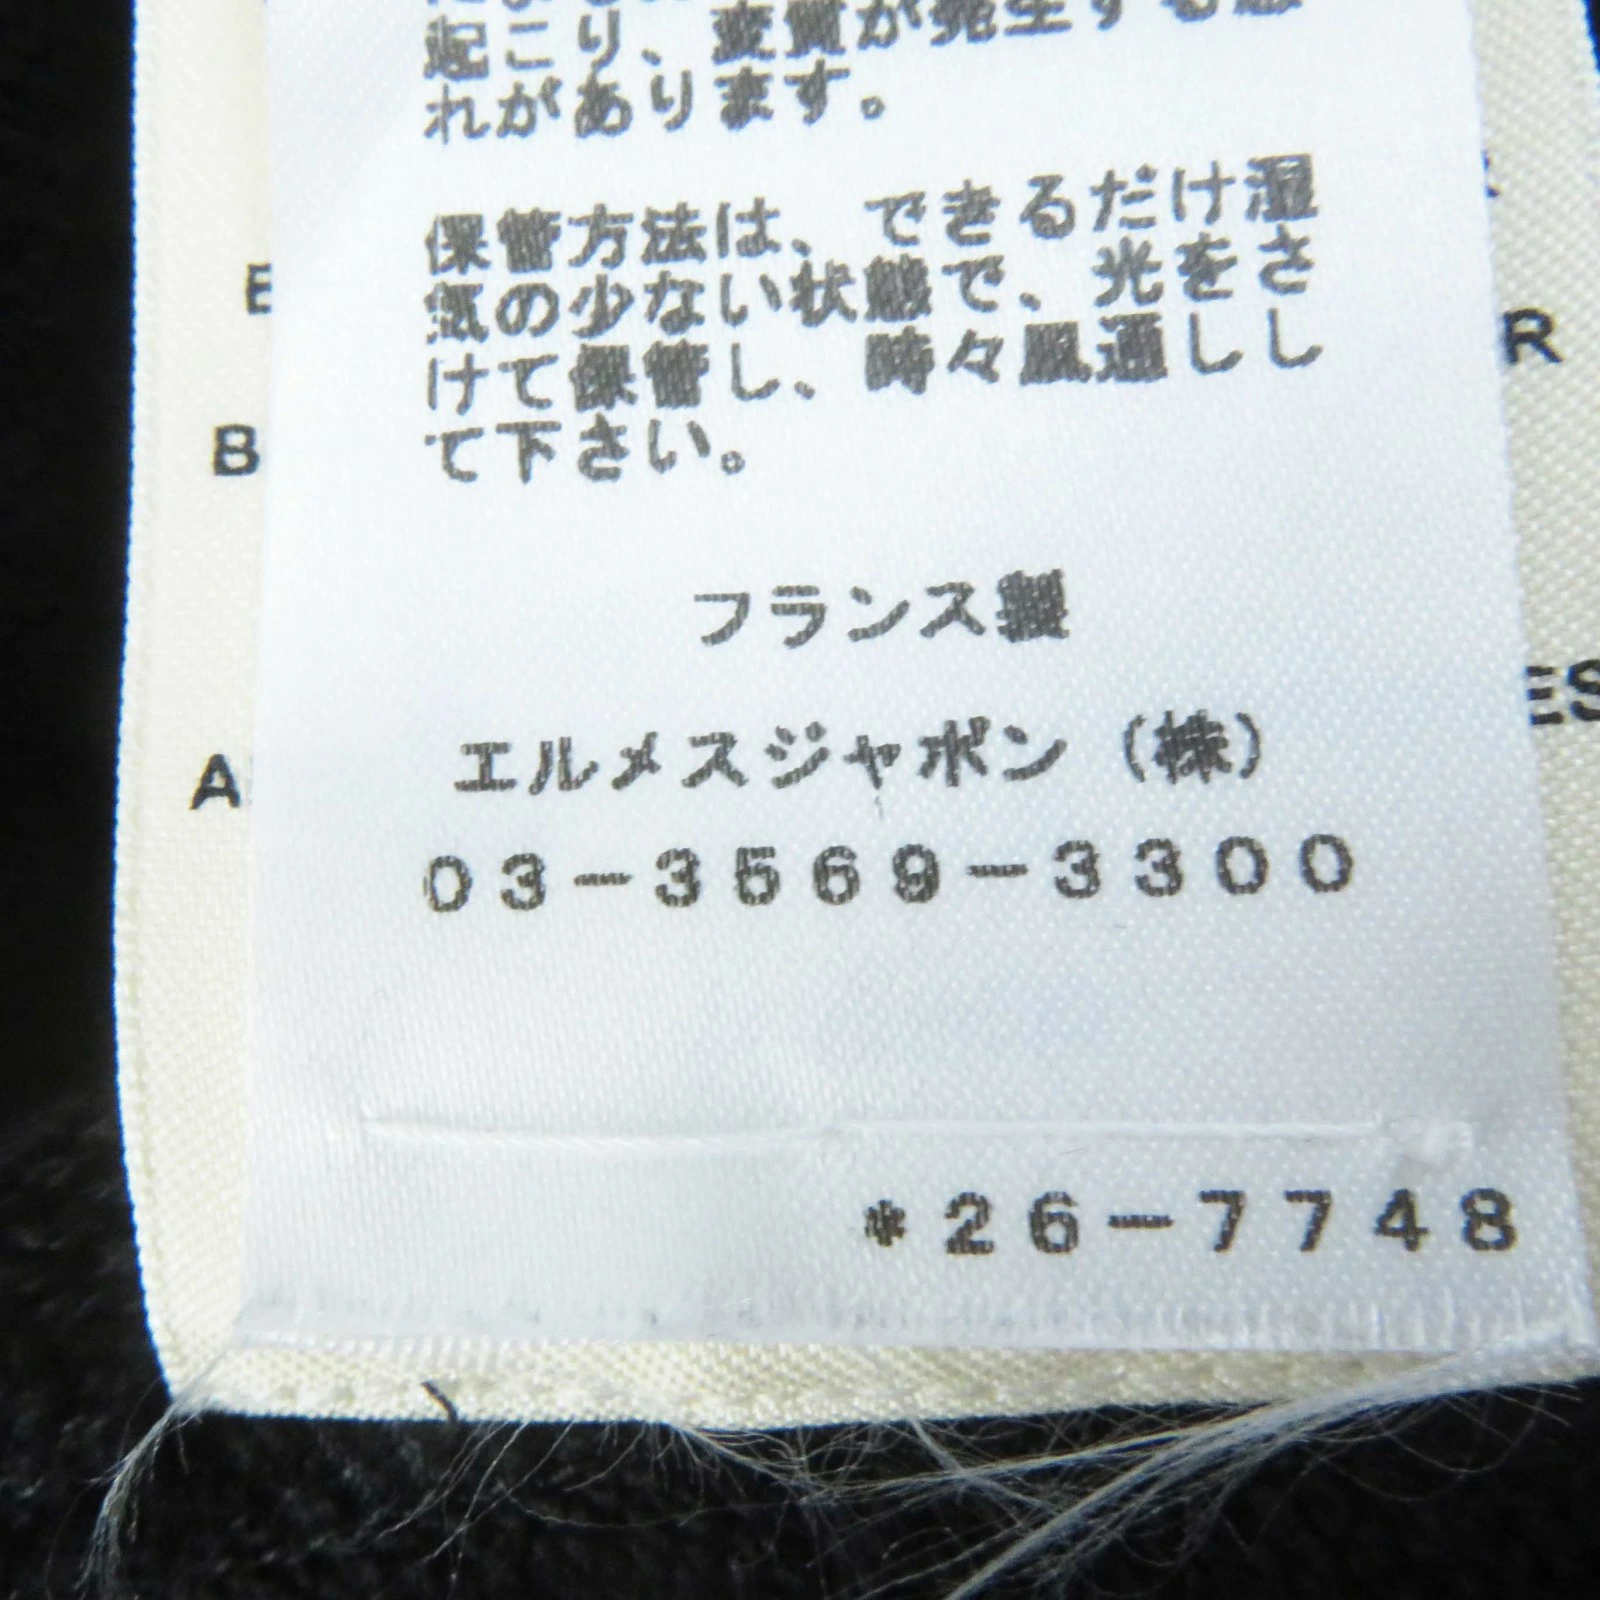 起こり、変質が発生する恐
れがあります。
保管方法は、できるだけ湿
気の少ない状態で、光をさ
けて保管し、時々風通しし
て下さい。
フランス製
エルメスジャポン（株）
03-3569-3300
*26-7748
E
B
A
R
ES